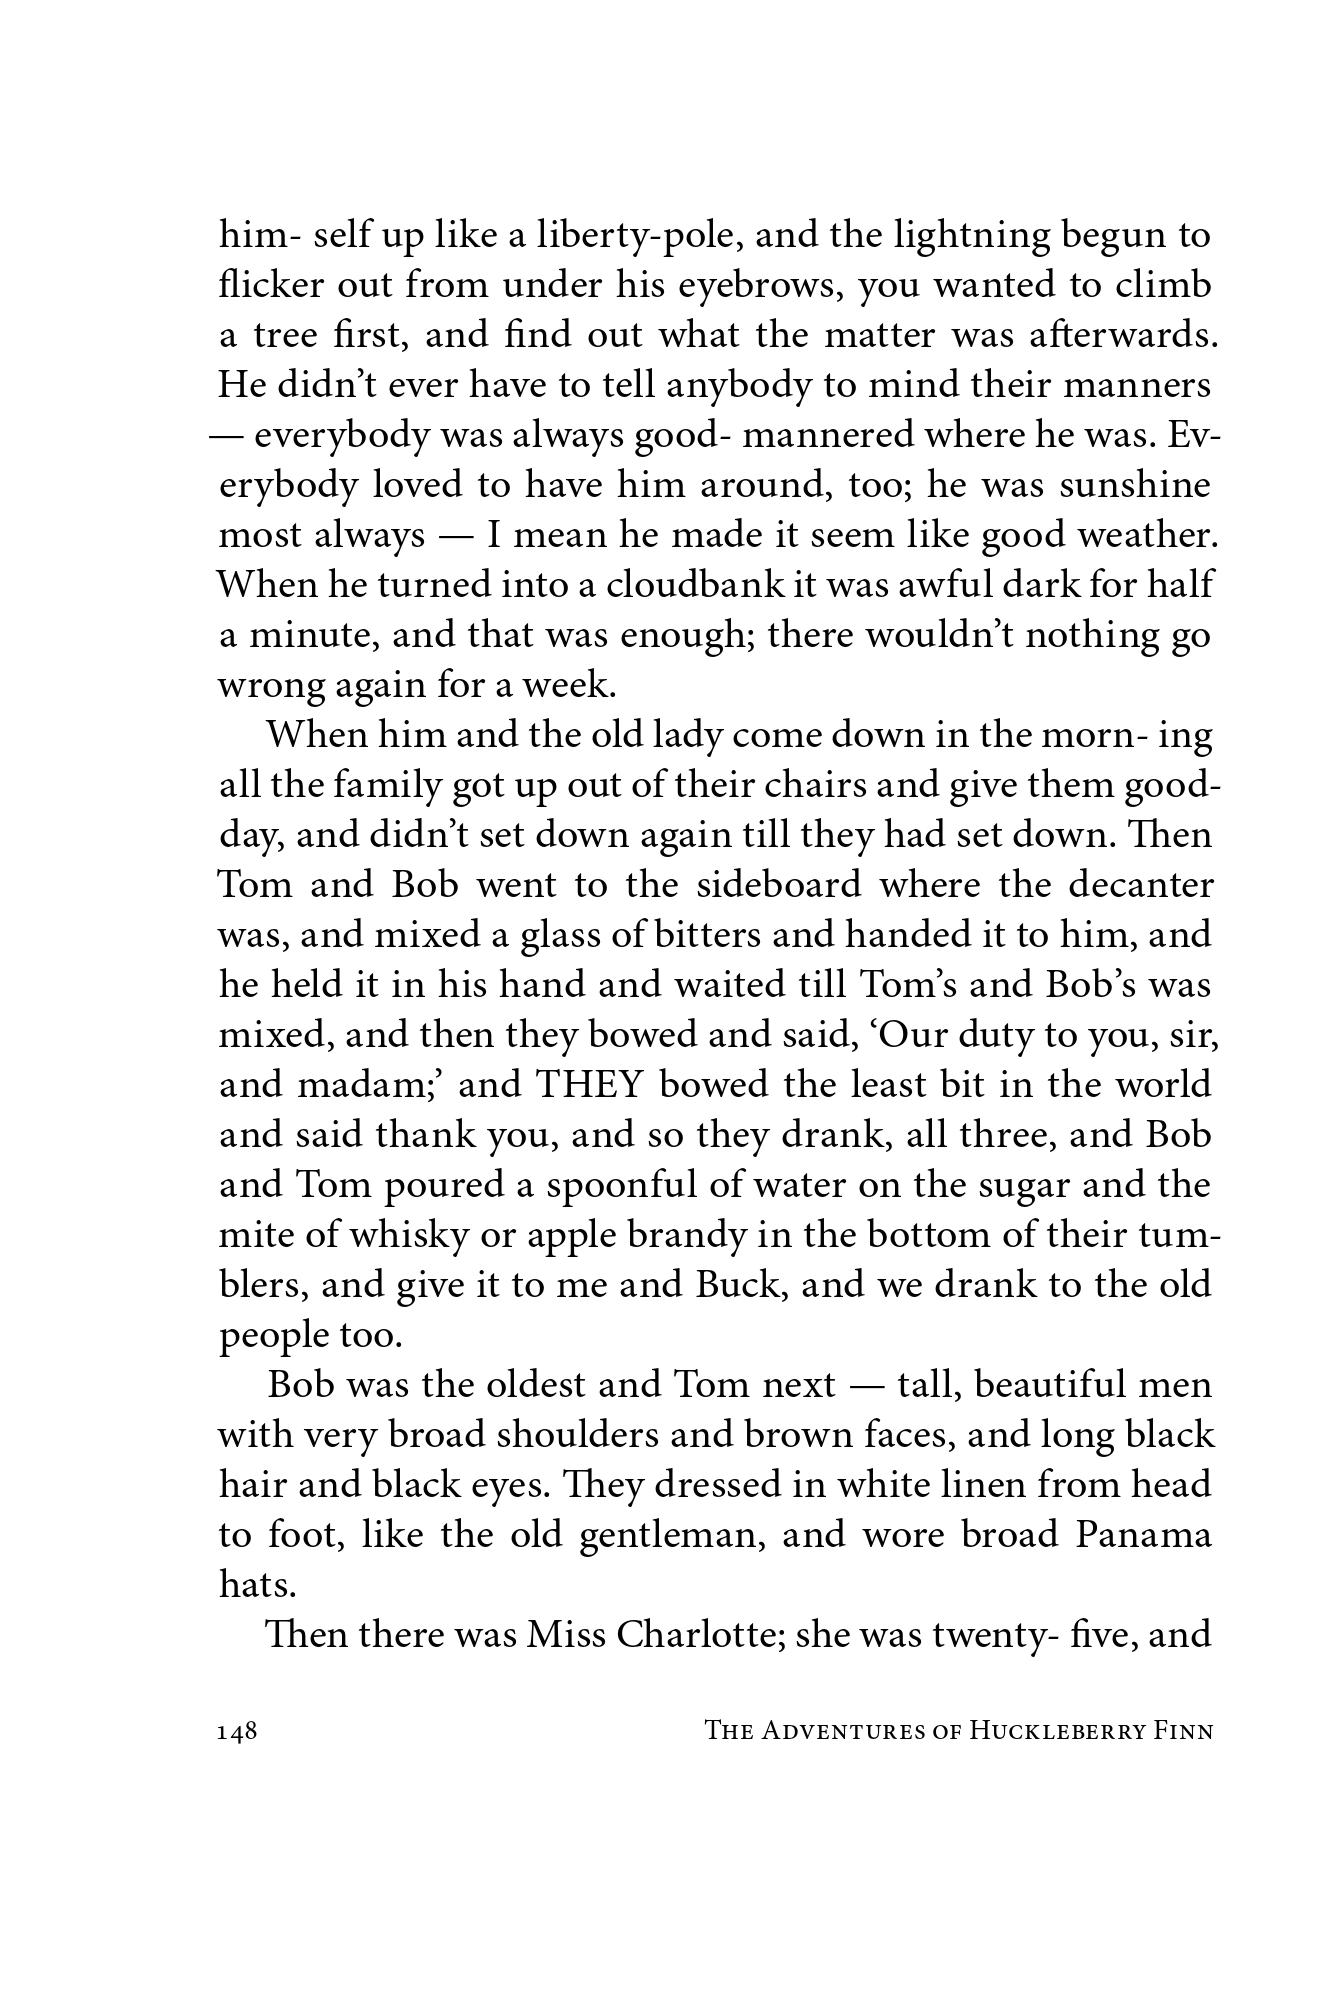 him- self up like a liberty-pole, and the lightning begun to
flicker out from under his eyebrows, you wanted to climb
a tree first, and find out what the matter was afterwards.
He didn’t ever have to tell anybody to mind their manners
— everybody was always good- mannered where he was. Ev-
erybody loved to have him around, too; he was sunshine
most always — I mean he made it seem like good weather.
When he turned into a cloudbank it was awful dark for half
a minute, and that was enough; there wouldn’t nothing go
wrong again for a week.
When him and the old lady come down in the morn- ing
all the family got up out of their chairs and give them good-
day, and didn’t set down again till they had set down. Then
Tom and Bob went to the sideboard where the decanter
was, and mixed a glass of bitters and handed it to him, and
he held it in his hand and waited till Tom’s and Bob’s was
mixed, and then they bowed and said, ‘Our duty to you, sir,
and madam;’ and THEY bowed the least bit in the world
and said thank you, and so they drank, all three, and Bob
and Tom poured a spoonful of water on the sugar and the
mite of whisky or apple brandy in the bottom of their tum-
blers, and give it to me and Buck, and we drank to the old
people too.
Bob was the oldest and Tom next — tall, beautiful men
with very broad shoulders and brown faces, and long black
hair and black eyes. They dressed in white linen from head
to foot, like the old gentleman, and wore broad Panama
hats.
Then there was Miss Charlotte; she was twenty- five, and
148 The Adventures of Huckleberry Finn